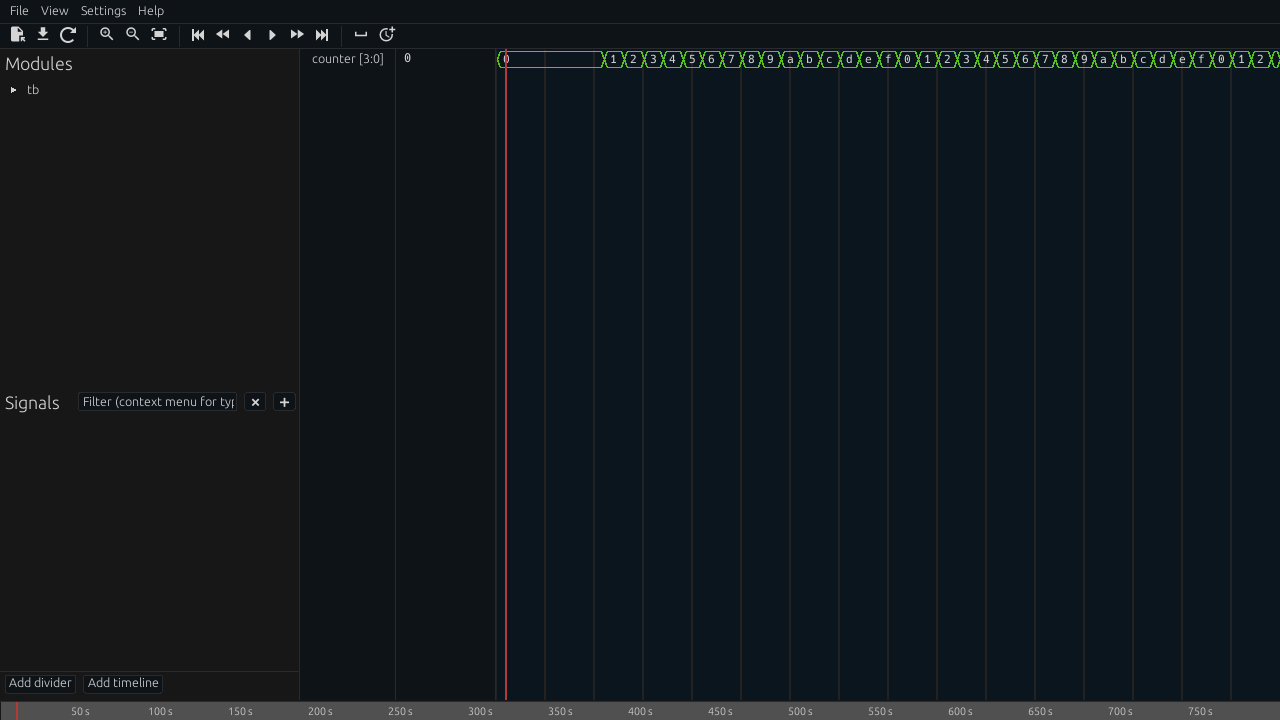 File View Settings Help
Modules
tb
counter [3:0] 0 0 1 2 3 4 5 6 7 8 9 a b c d e f 0 1 2 3 4 5 6 7 8 9 a b c d e f 0 1 2
Signals Filter (context menu for typ
Add divider Add timeline
50 s 100 s 150 s 200 s 250 s 300 s 350 s 400 s 450 s 500 s 550 s 600 s 650 s 700 s 750 s